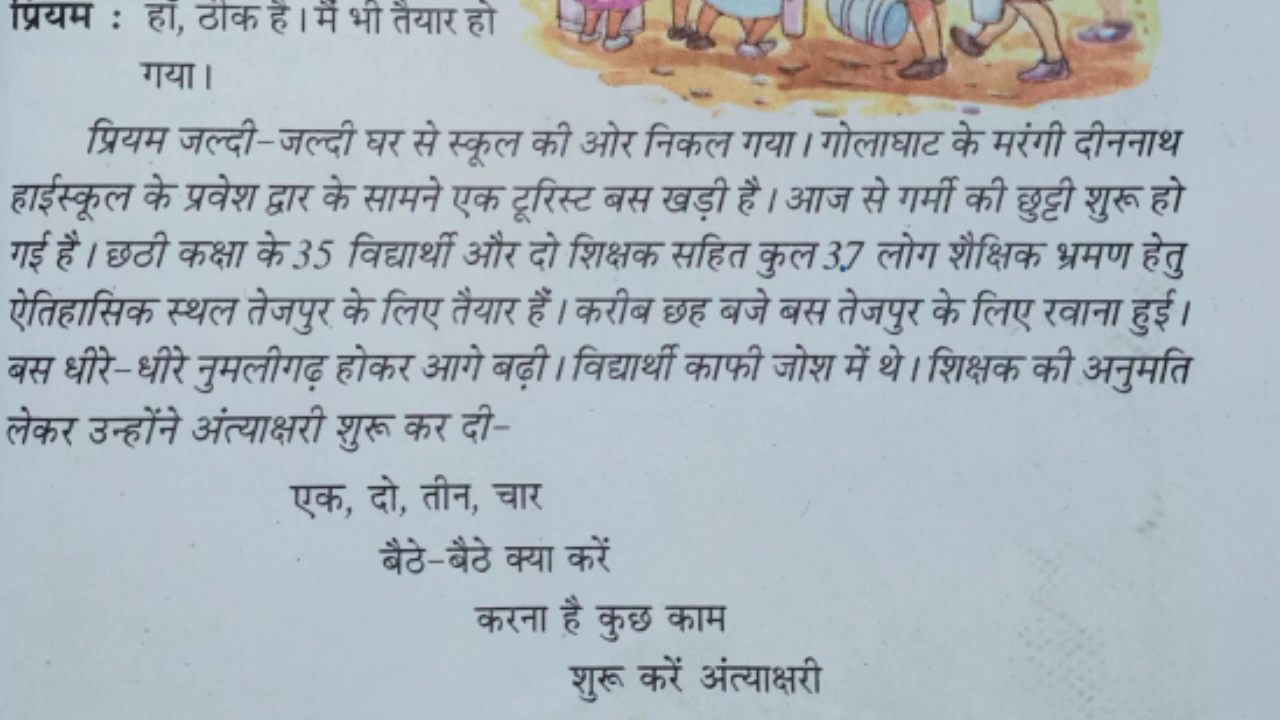 प्रियम : हाँ, ठीक है। मैं भी तैयार हो
गया।
प्रियम जल्दी-जल्दी घर से स्कूल की ओर निकल गया। गोलाघाट के मरंगी दीननाथ
हाईस्कूल के प्रवेश द्वार के सामने एक टूरिस्ट बस खड़ी है। आज से गर्मी की छुट्टी शुरू हो
गई है। छठी कक्षा के 35 विद्यार्थी और दो शिक्षक सहित कुल 37 लोग शैक्षिक भ्रमण हेतु
ऐतिहासिक स्थल तेजपुर के लिए तैयार हैं। करीब छह बजे बस तेजपुर के लिए रवाना हुई।
बस धीरे-धीरे नुमलीगढ़ होकर आगे बढ़ी। विद्यार्थी काफी जोश में थे। शिक्षक की अनुमति
लेकर उन्होंने अंत्याक्षरी शुरू कर दी-
एक, दो, तीन, चार
बैठे-बैठे क्या करें
करना है कुछ काम
शुरू करें अंत्याक्षरी